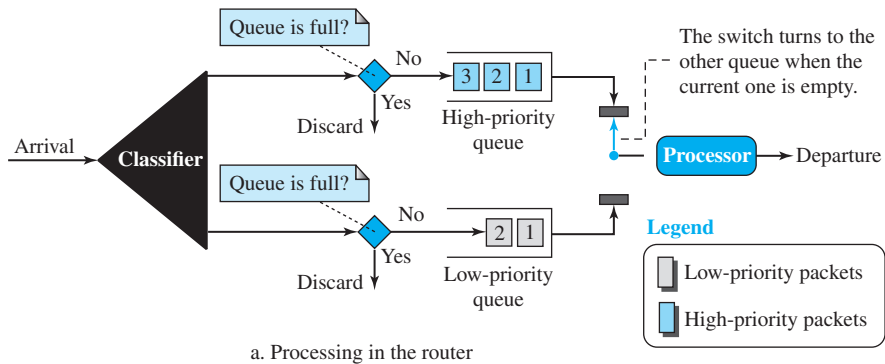 Queue is full?
The switch turns to the
other queue when the
current one is empty.
No
3 2 1
Yes
Discard
High-priority
queue
Arrival
Classifier
Processor
Departure
Queue is full?
No
2 1
Yes
Discard
Low-priority
queue
Legend
Low-priority packets
High-priority packets
a. Processing in the router